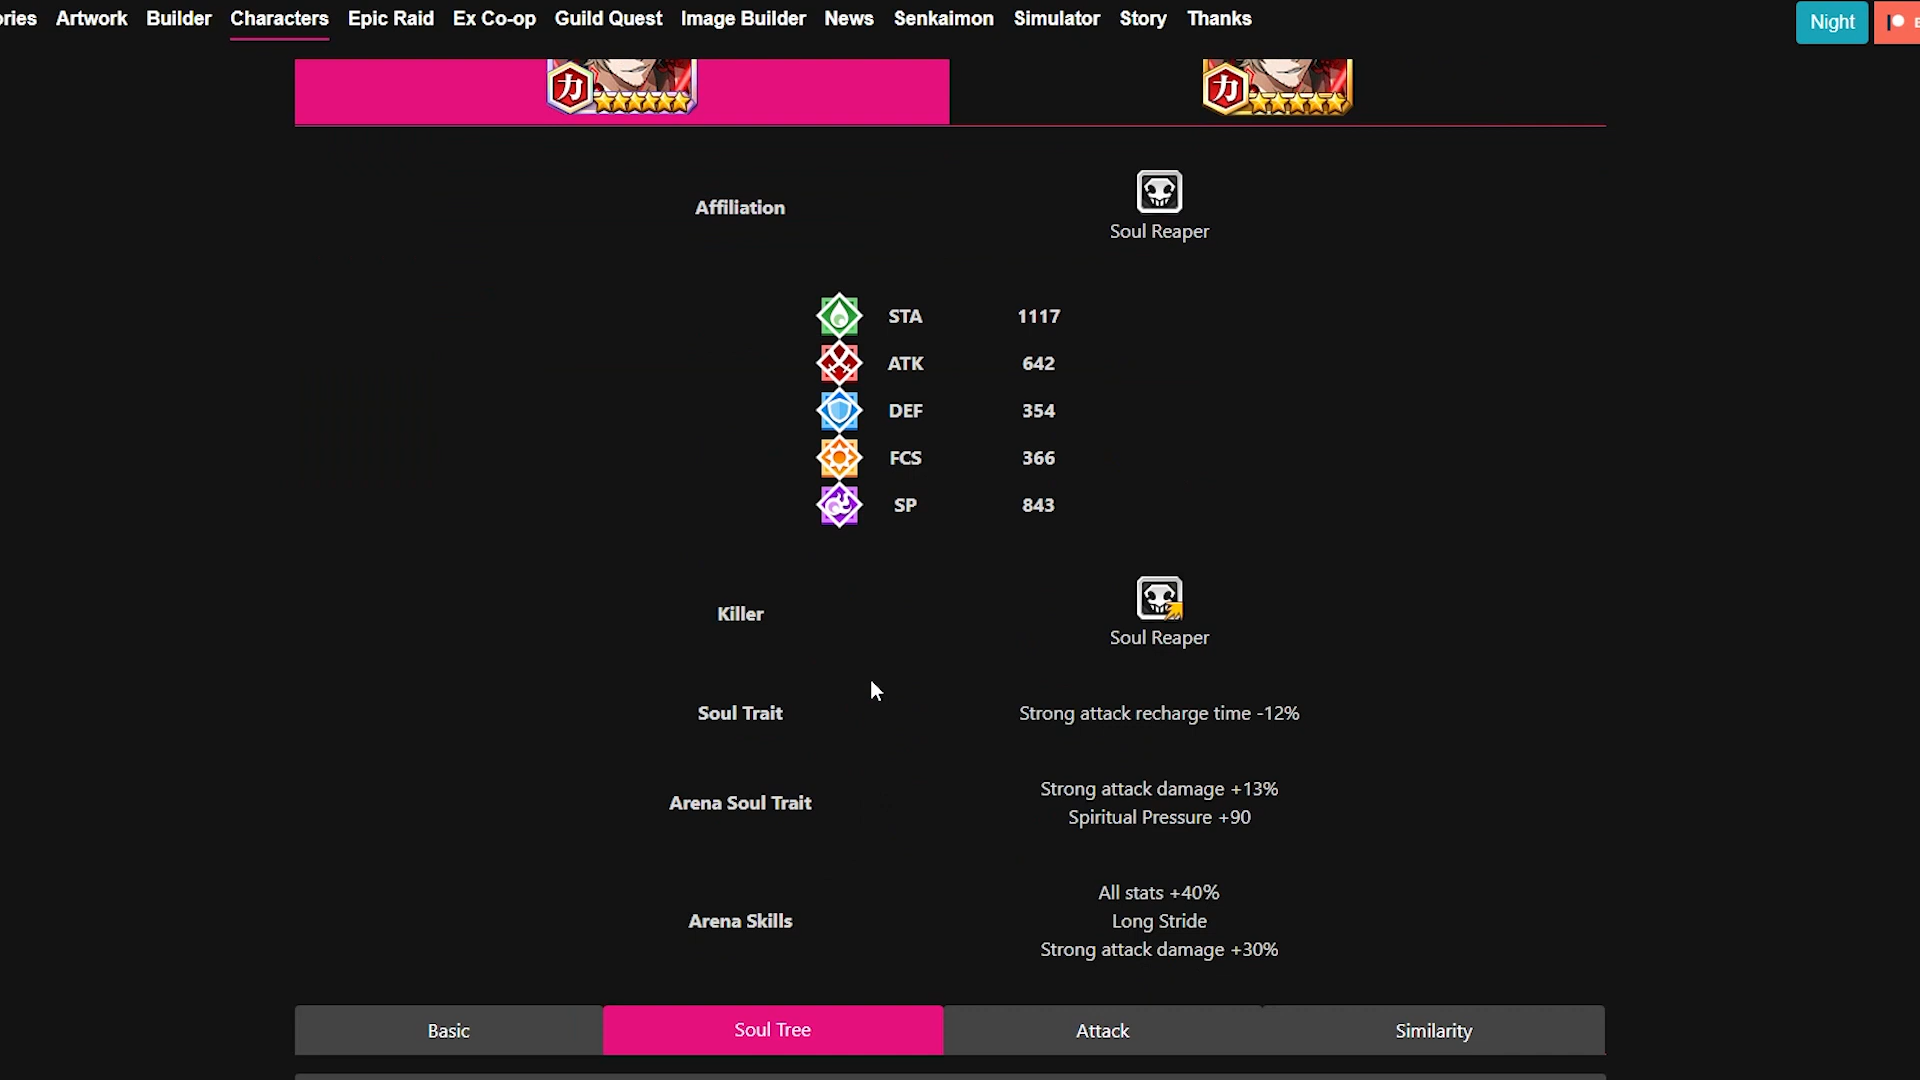 ories Artwork Builder Characters Epic Raid Ex Co-op Guild Quest Image Builder News Senkaimon Simulator Story Thanks Night
力 力
Affiliation
Soul Reaper
STA 1117
ATK 642
DEF 354
FCS 366
SP 843
Killer
Soul Reaper
Soul Trait Strong attack recharge time -12%
Arena Soul Trait
Strong attack damage +13%
Spiritual Pressure +90
Arena Skills
All stats +40%
Long Stride
Strong attack damage +30%
Basic Soul Tree Attack Similarity